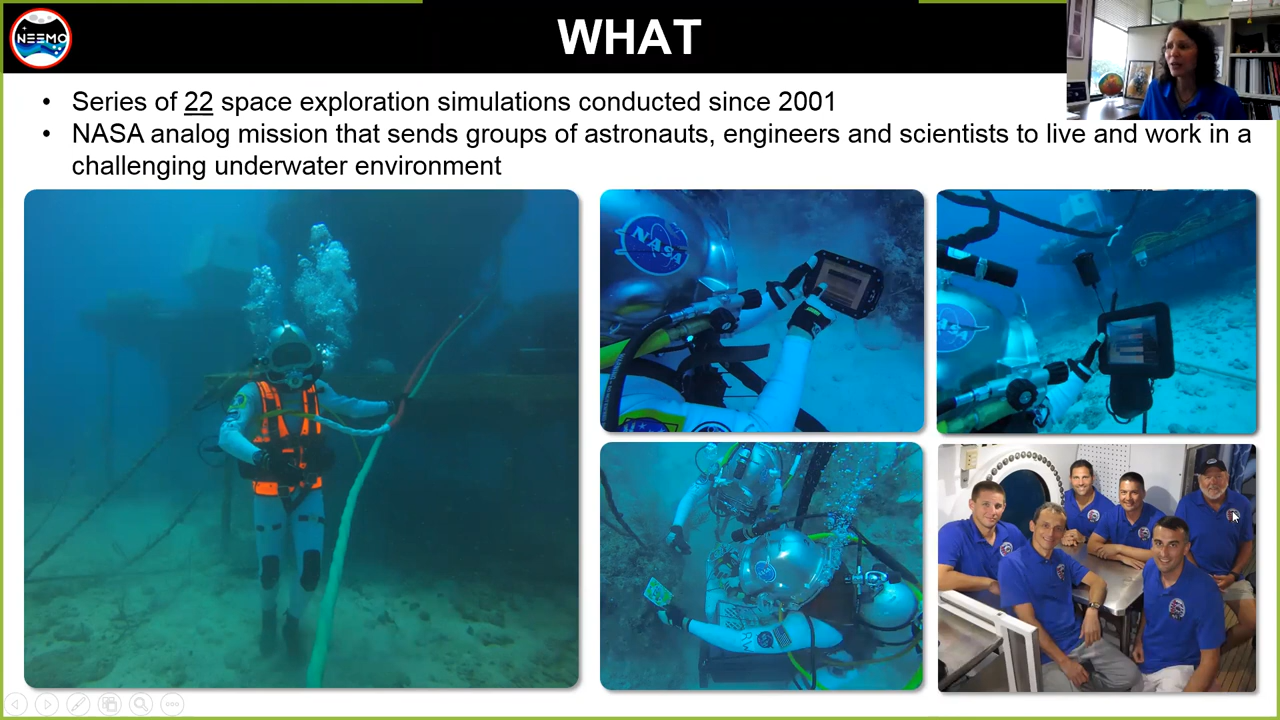 NEEMO
WHAT
• Series of 22 space exploration simulations conducted since 2001
• NASA analog mission that sends groups of astronauts, engineers and scientists to live and work in a
challenging underwater environment
NASA
NASA